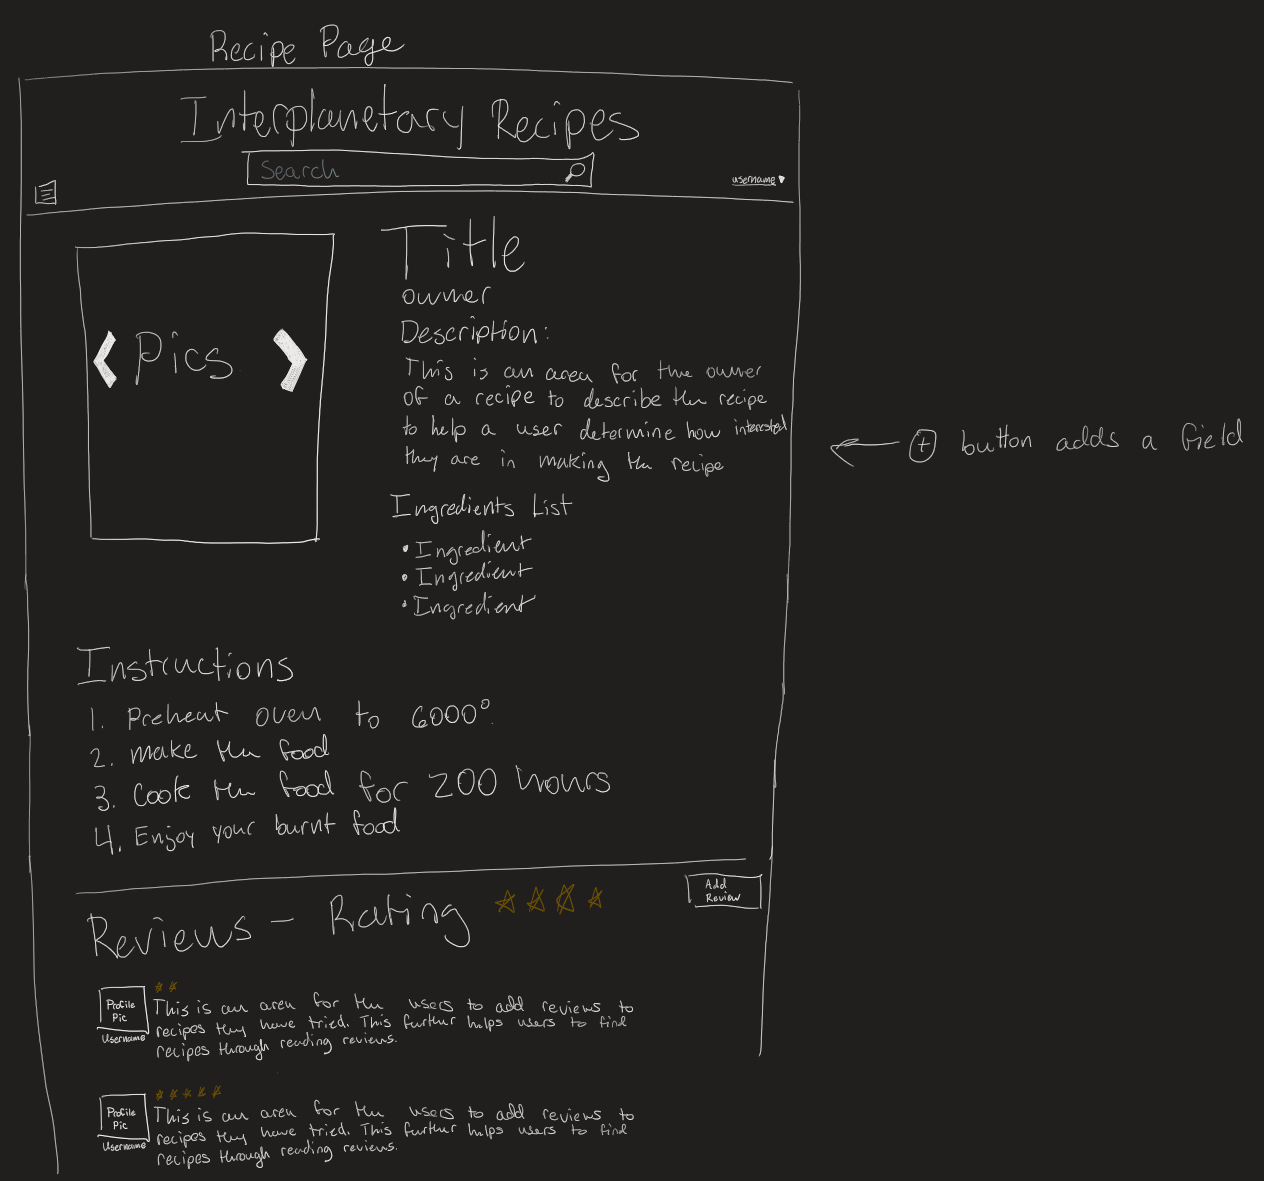 Recipe Page
Interplanetary Recipes
Search
username
Title
owner
Description:
This is an area for the owner
of a recipe to describe the recipe
to help a user determine how interested
they are in making the recipe
+ button adds a field
Pics
Ingredients List
• Ingredient
• Ingredient
• Ingredient
Instructions
1. Preheat oven to 6000°
2. make the food
3. Cook the food for 200 hours
4. Enjoy your burnt food
Reviews - Rating
Add
Review
Profile
Pic
Username
This is an area for the users to add reviews to
recipes they have tried. This further helps users to find
recipes through reading reviews.
Profile
Pic
Username
This is an area for the users to add reviews to
recipes they have tried. This further helps users to find
recipes through reading reviews.